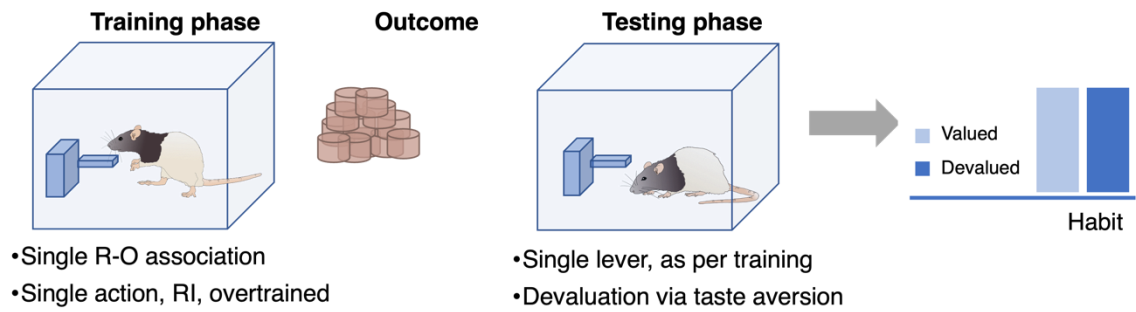 Training phase
Outcome
Testing phase
Valued
Devalued
Habit
•Single R-O association
•Single action, RI, overtrained
•Single lever, as per training
•Devaluation via taste aversion